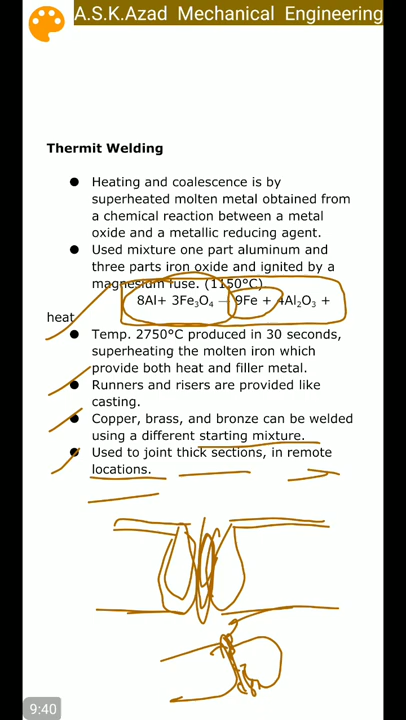 A.S.K.Azad Mechanical Engineering
Thermit Welding
● Heating and coalescence is by
superheated molten metal obtained from
a chemical reaction between a metal
oxide and a metallic reducing agent.
● Used mixture one part aluminum and
three parts iron oxide and ignited by a
magnesium fuse. (1150°C)
8Al+ 3Fe₃O₄ → 9Fe + 4Al₂O₃ +
heat
● Temp. 2750°C produced in 30 seconds,
superheating the molten iron which
provide both heat and filler metal.
● Runners and risers are provided like
casting.
● Copper, brass, and bronze can be welded
using a different starting mixture.
● Used to joint thick sections, in remote
locations.
9:40